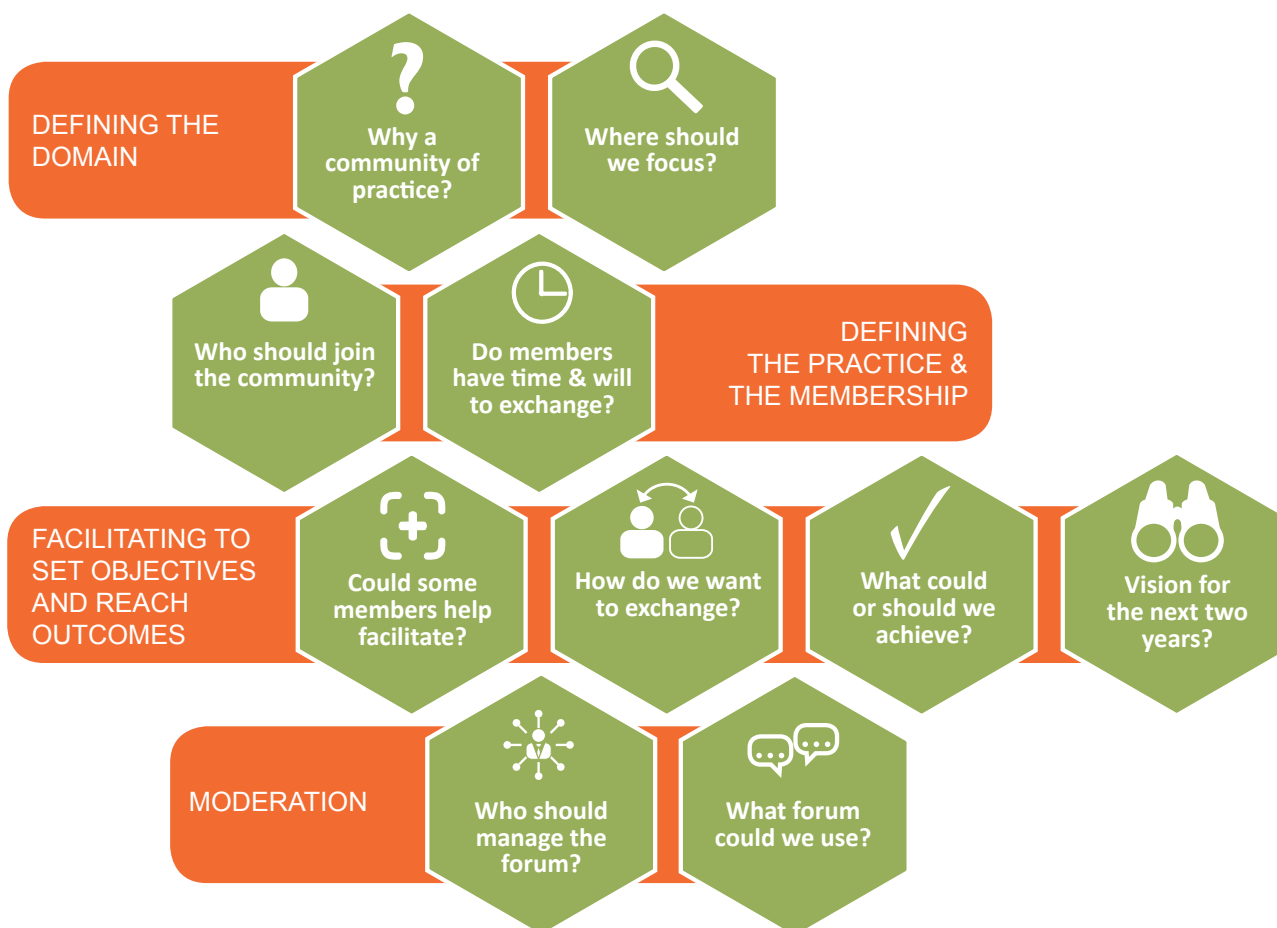 DEFINING THE
DOMAIN
Why a
community of
practice?
Where should
we focus?
Who should join
the community?
Do members
have time & will
to exchange?
DEFINING
THE PRACTICE &
THE MEMBERSHIP
FACILITATING TO
SET OBJECTIVES
AND REACH
OUTCOMES
Could some
members help
facilitate?
How do we want
to exchange?
What could
or should we
achieve?
Vision for
the next two
years?
MODERATION
Who should
manage the
forum?
What forum
could we use?